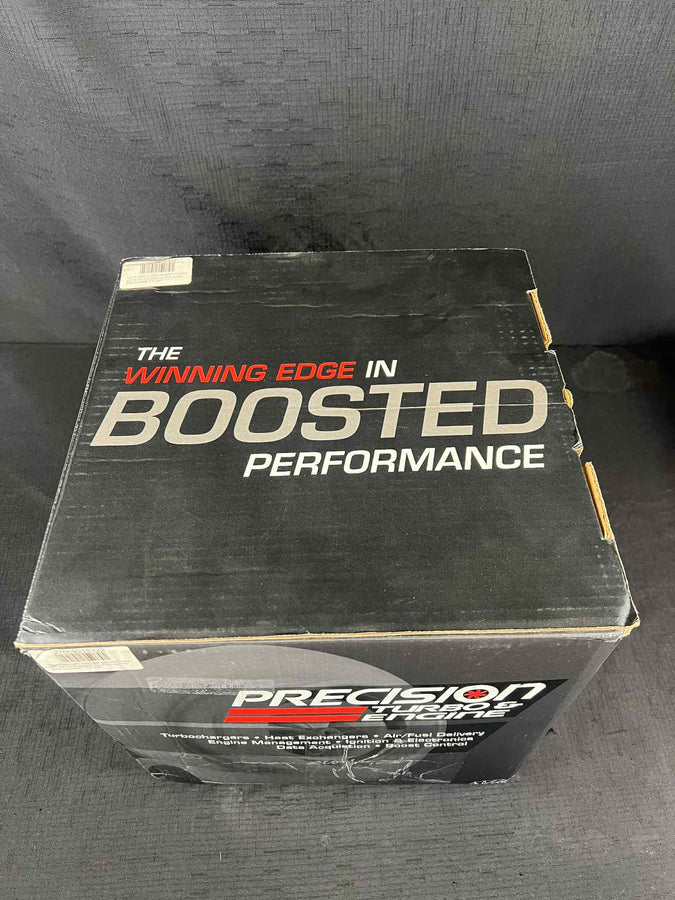 THE
WINNING EDGE IN
BOOSTED
PERFORMANCE
PRECISION
TURBO &
ENGINE
Turbochargers • Heat Exchangers • Air/Fuel Delivery
Engine Management • Ignition & Electronics
Data Acquistion • Boost Control